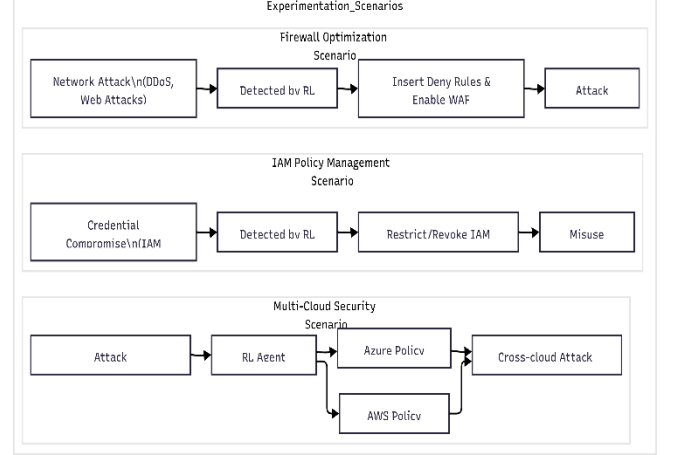 Experimentation_Scenarios
Firewall Optimization
Scenario
Network Attack\n(DDoS,
Web Attacks)
Detected by RL
Insert Deny Rules &
Enable WAF
Attack
IAM Policy Management
Scenario
Credential
Compromise\n(IAM
Detected by RL
Restrict/Revoke IAM
Misuse
Multi-Cloud Security
Scenario
Attack
RL Agent
Azure Policy
AWS Policy
Cross-cloud Attack